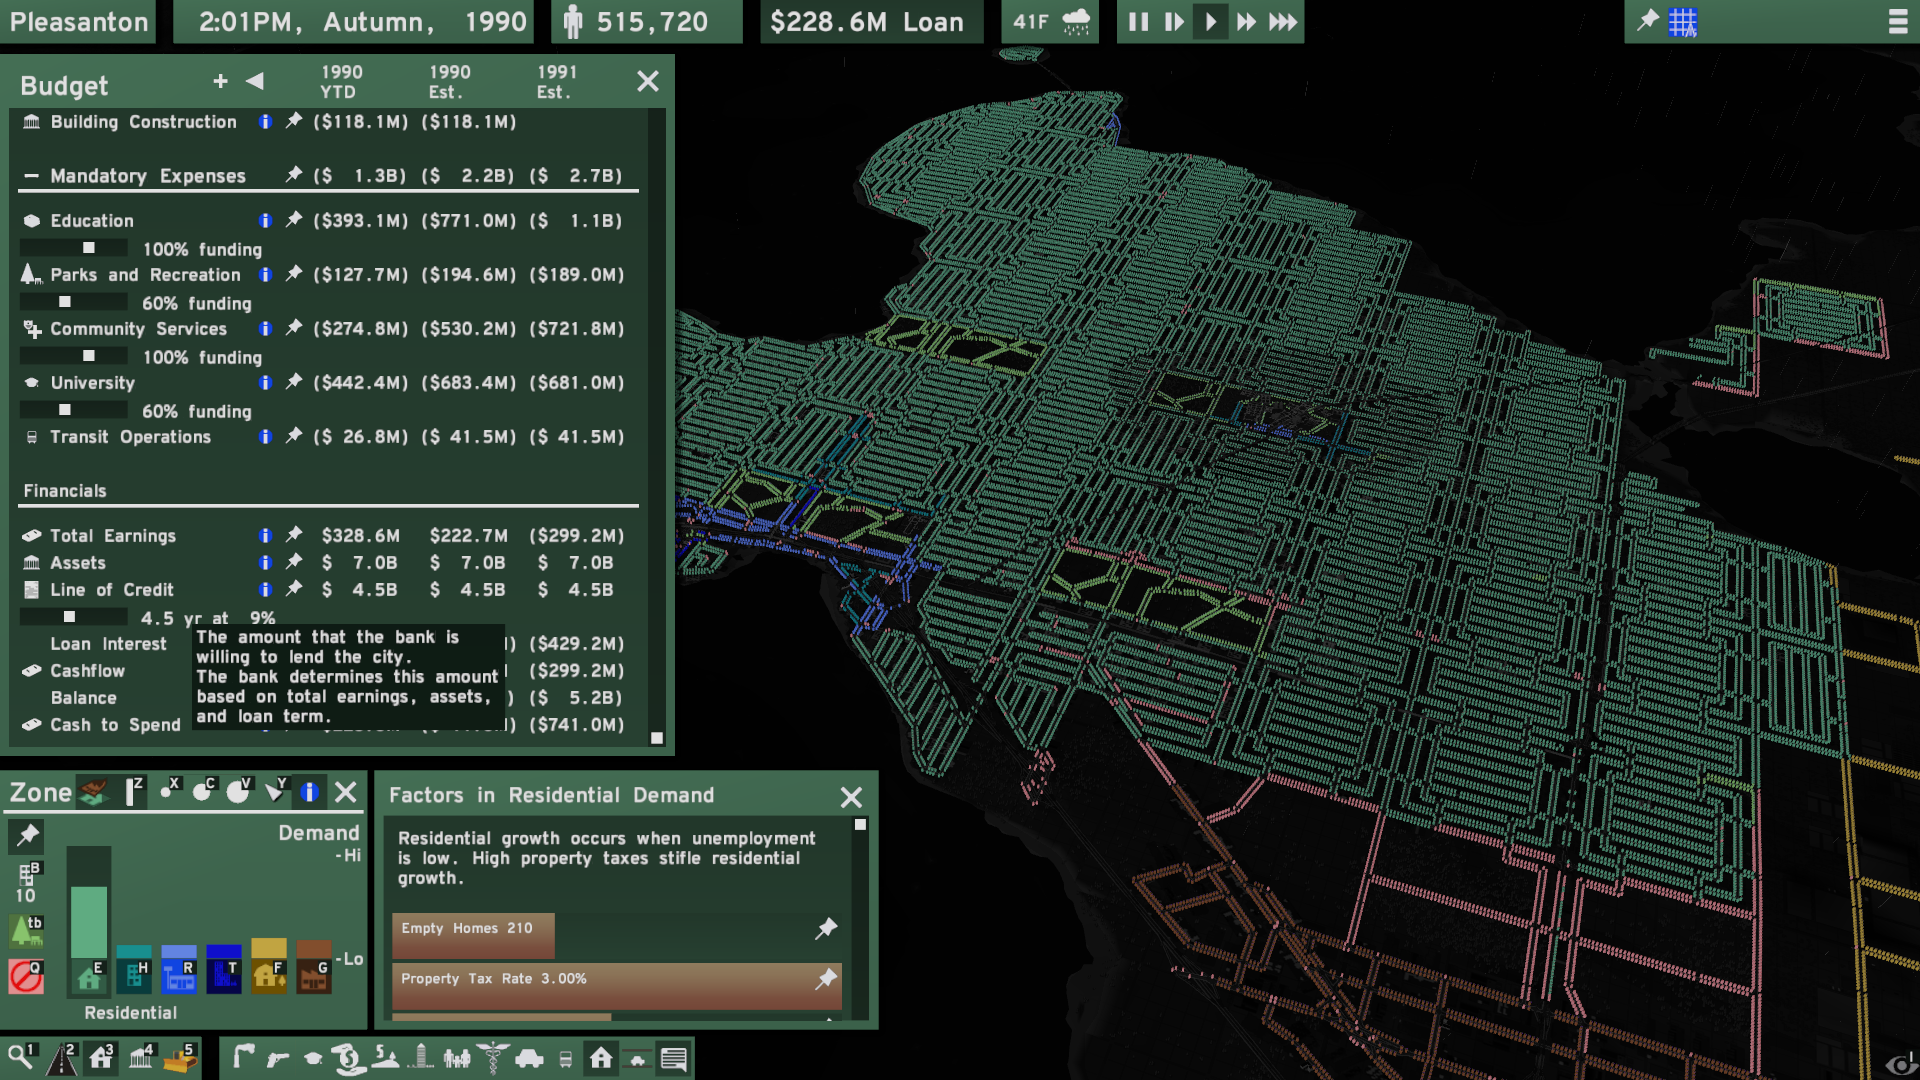 Pleasanton
2:01PM, Autumn, 1990
515,720
$228.6M Loan
41F
Budget + 1990 YTD 1990 Est. 1991 Est.
Building Construction ($118.1M) ($118.1M)
Mandatory Expenses ($ 1.3B) ($ 2.2B) ($ 2.7B)
Education ($393.1M) ($771.0M) ($ 1.1B)
100% funding
Parks and Recreation ($127.7M) ($194.6M) ($189.0M)
60% funding
Community Services ($274.8M) ($530.2M) ($721.8M)
100% funding
University ($442.4M) ($683.4M) ($681.0M)
60% funding
Transit Operations ($ 26.8M) ($ 41.5M) ($ 41.5M)
Financials
Total Earnings $328.6M $222.7M ($299.2M)
Assets $ 7.0B $ 7.0B $ 7.0B
Line of Credit $ 4.5B $ 4.5B $ 4.5B
4.5 yr at 9%
Loan Interest ($429.2M)
Cashflow ($299.2M)
Balance ($ 5.2B)
Cash to Spend ($741.0M)
The amount that the bank is
willing to lend the city.
The bank determines this amount
based on total earnings, assets,
and loan term.
Zone Z X C V Y
Demand
-Hi
B
10
tb
-Lo
Q E H R T F G
Residential
Factors in Residential Demand
Residential growth occurs when unemployment
is low. High property taxes stifle residential
growth.
Empty Homes 210
Property Tax Rate 3.00%
1 2 3 4 5